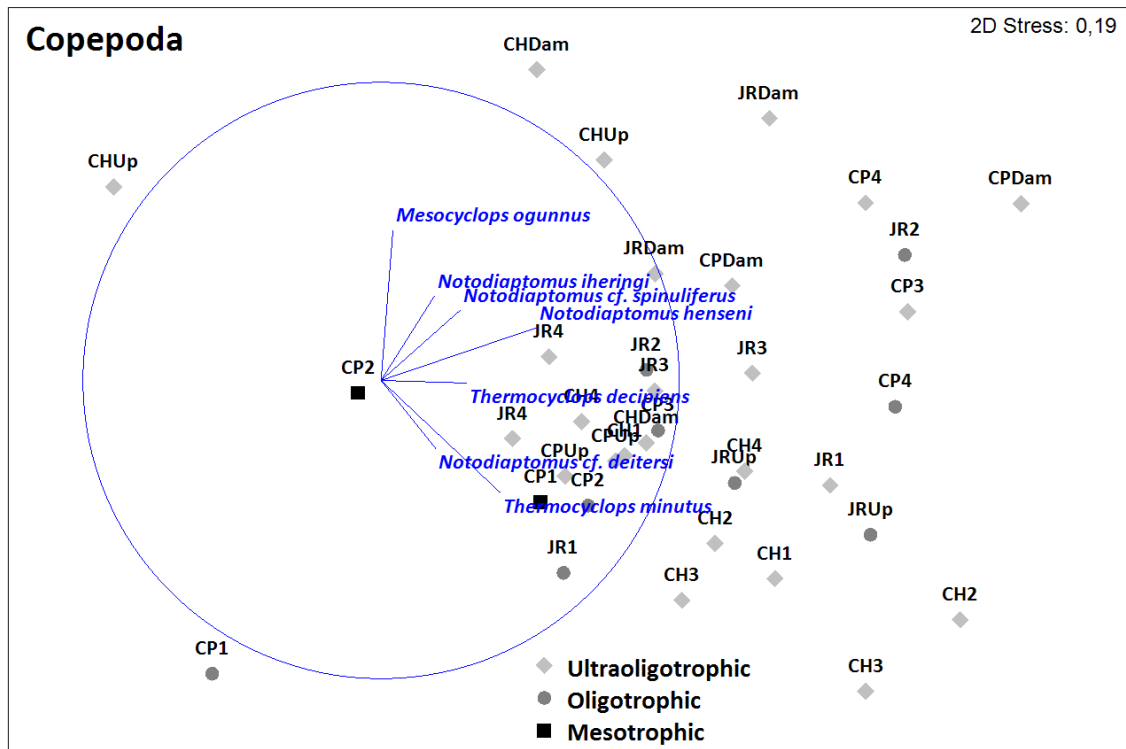 Copepoda
2D Stress: 0,19
CHDam
JRDam
CHUp
CHUp
CP4
CPDam
Mesocyclops ogunnus
JR2
JRDam
CPDam
Notodiaptomus iheringi
Notodiaptomus cf. spinuliferus
CP3
Notodiaptomus henseni
JR4
JR2
CP2
JR3
JR3
CP4
Thermocyclops decipiens
CH4
CP3
JR4
CHDam
CH1
CPUp
CH4
CPUp
Notodiaptomus cf. deitersi
JRUp
JR1
CP1
CP2
Thermocyclops minutus
JRUp
CH2
JR1
CH1
CH3
CH2
CP1
CH3
Ultraoligotrophic
Oligotrophic
Mesotrophic